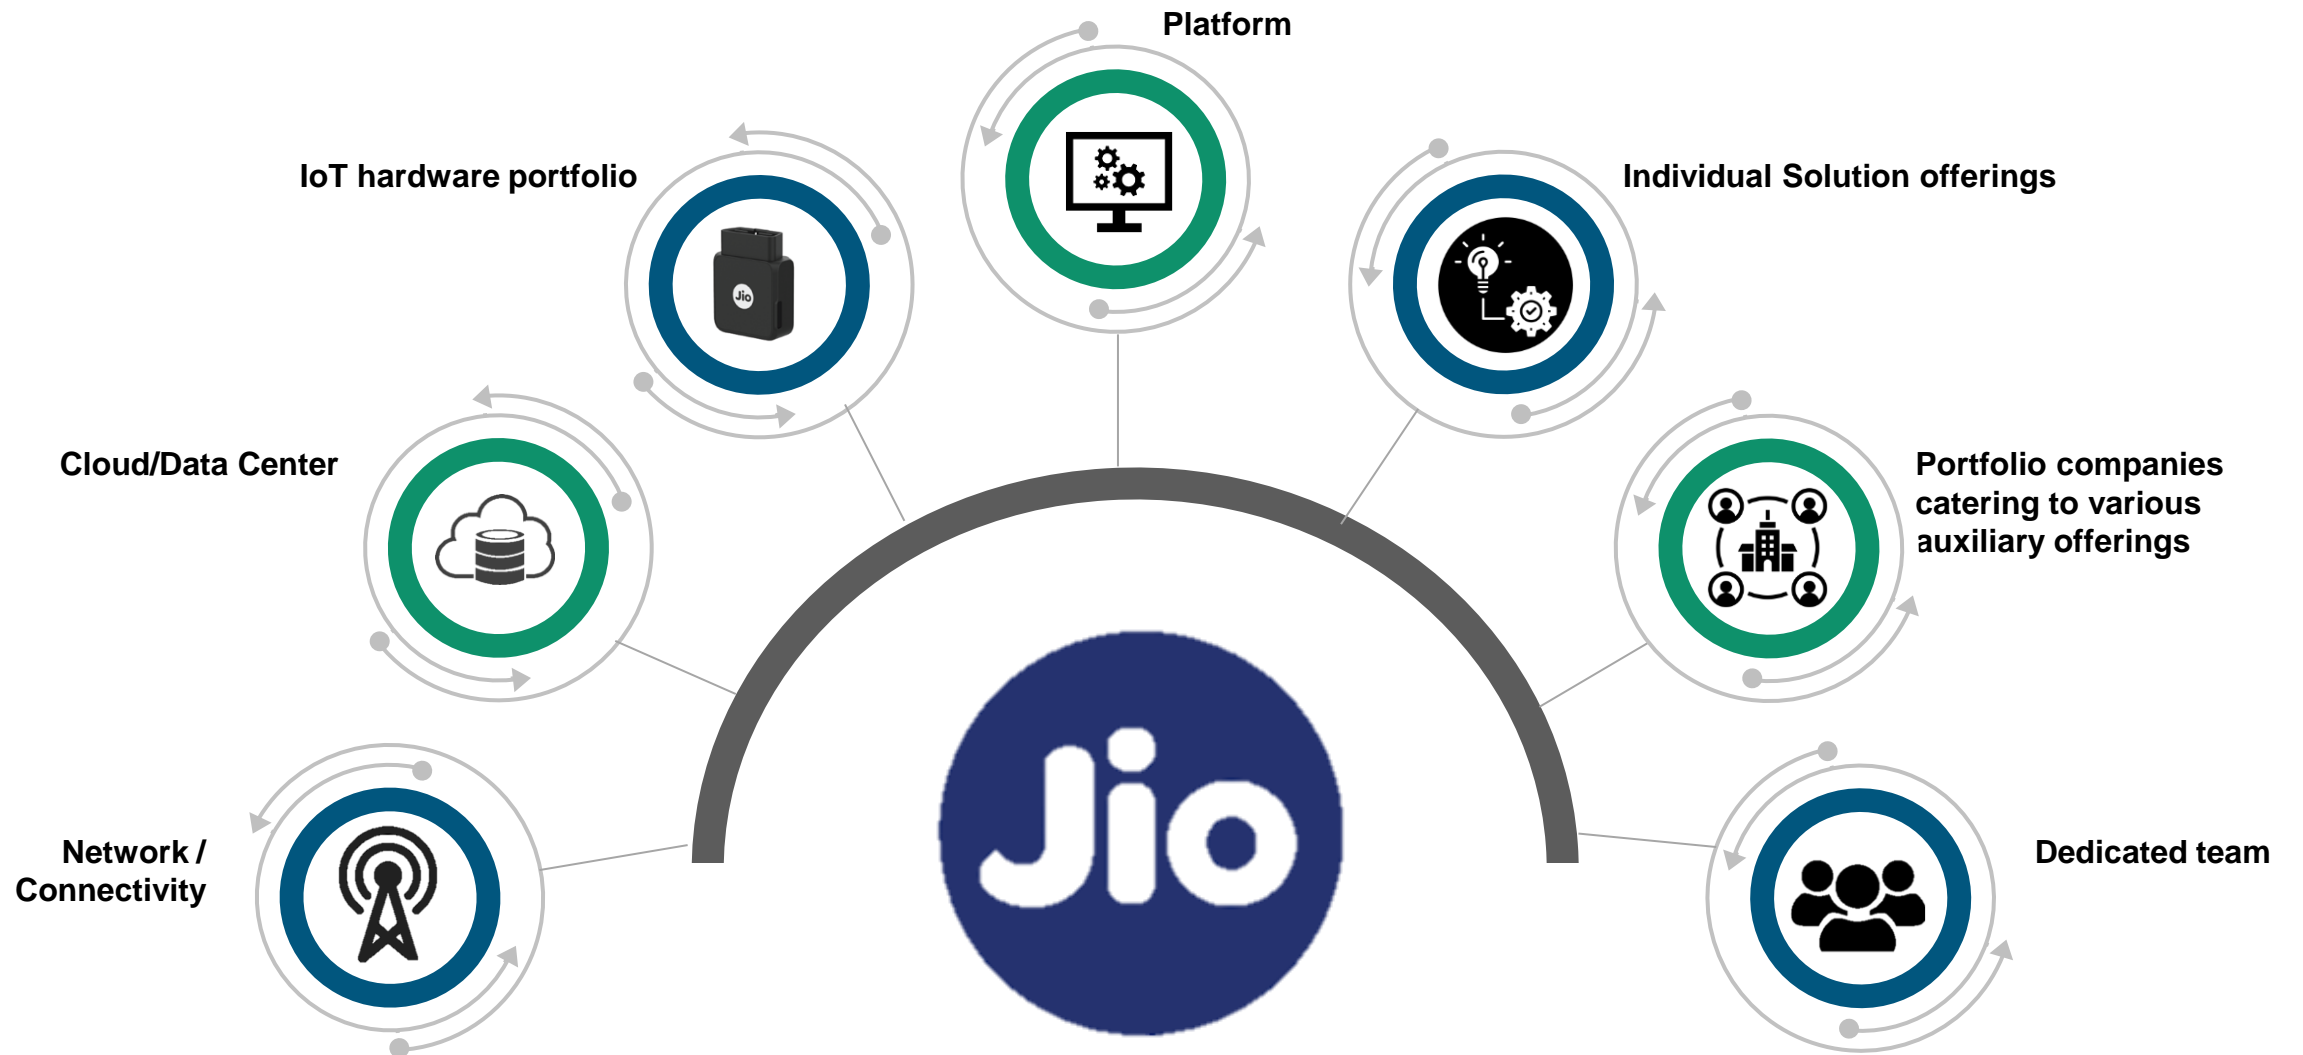 Platform
IoT hardware portfolio
Individual Solution offerings
Jio
Cloud/Data Center
Portfolio companies
catering to various
auxiliary offerings
Jio
Network /
Connectivity
Dedicated team